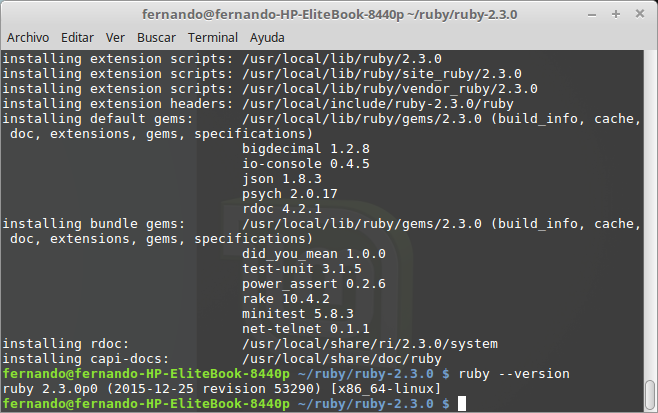 fernando@fernando-HP-EliteBook-8440p ~/ruby/ruby-2.3.0
Archivo Editar Ver Buscar Terminal Ayuda
installing extension scripts: /usr/local/lib/ruby/2.3.0
installing extension scripts: /usr/local/lib/ruby/site_ruby/2.3.0
installing extension scripts: /usr/local/lib/ruby/vendor_ruby/2.3.0
installing extension headers: /usr/local/include/ruby-2.3.0/ruby
installing default gems:      /usr/local/lib/ruby/gems/2.3.0 (build_info, cache,
 doc, extensions, gems, specifications)
                              bigdecimal 1.2.8
                              io-console 0.4.5
                              json 1.8.3
                              psych 2.0.17
                              rdoc 4.2.1
installing bundle gems:       /usr/local/lib/ruby/gems/2.3.0 (build_info, cache,
 doc, extensions, gems, specifications)
                              did_you_mean 1.0.0
                              test-unit 3.1.5
                              power_assert 0.2.6
                              rake 10.4.2
                              minitest 5.8.3
                              net-telnet 0.1.1
installing rdoc:              /usr/local/share/ri/2.3.0/system
installing capi-docs:         /usr/local/share/doc/ruby
fernando@fernando-HP-EliteBook-8440p ~/ruby/ruby-2.3.0 $ ruby --version
ruby 2.3.0p0 (2015-12-25 revision 53290) [x86_64-linux]
fernando@fernando-HP-EliteBook-8440p ~/ruby/ruby-2.3.0 $